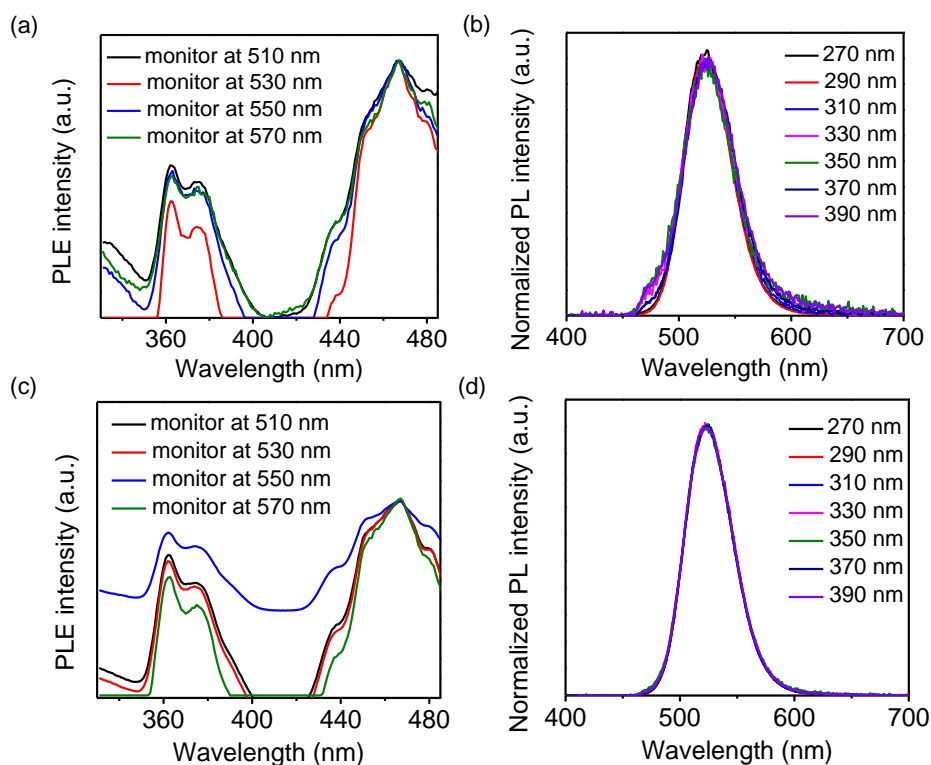 (a)
PLE intensity (a.u.)
monitor at 510 nm
monitor at 530 nm
monitor at 550 nm
monitor at 570 nm
360 400 440 480
Wavelength (nm)
(b)
Normalized PL intensity (a.u.)
270 nm
290 nm
310 nm
330 nm
350 nm
370 nm
390 nm
400 500 600 700
Wavelength (nm)
(c)
PLE intensity (a.u.)
monitor at 510 nm
monitor at 530 nm
monitor at 550 nm
monitor at 570 nm
360 400 440 480
Wavelength (nm)
(d)
Normalized PL intensity (a.u.)
270 nm
290 nm
310 nm
330 nm
350 nm
370 nm
390 nm
400 500 600 700
Wavelength (nm)